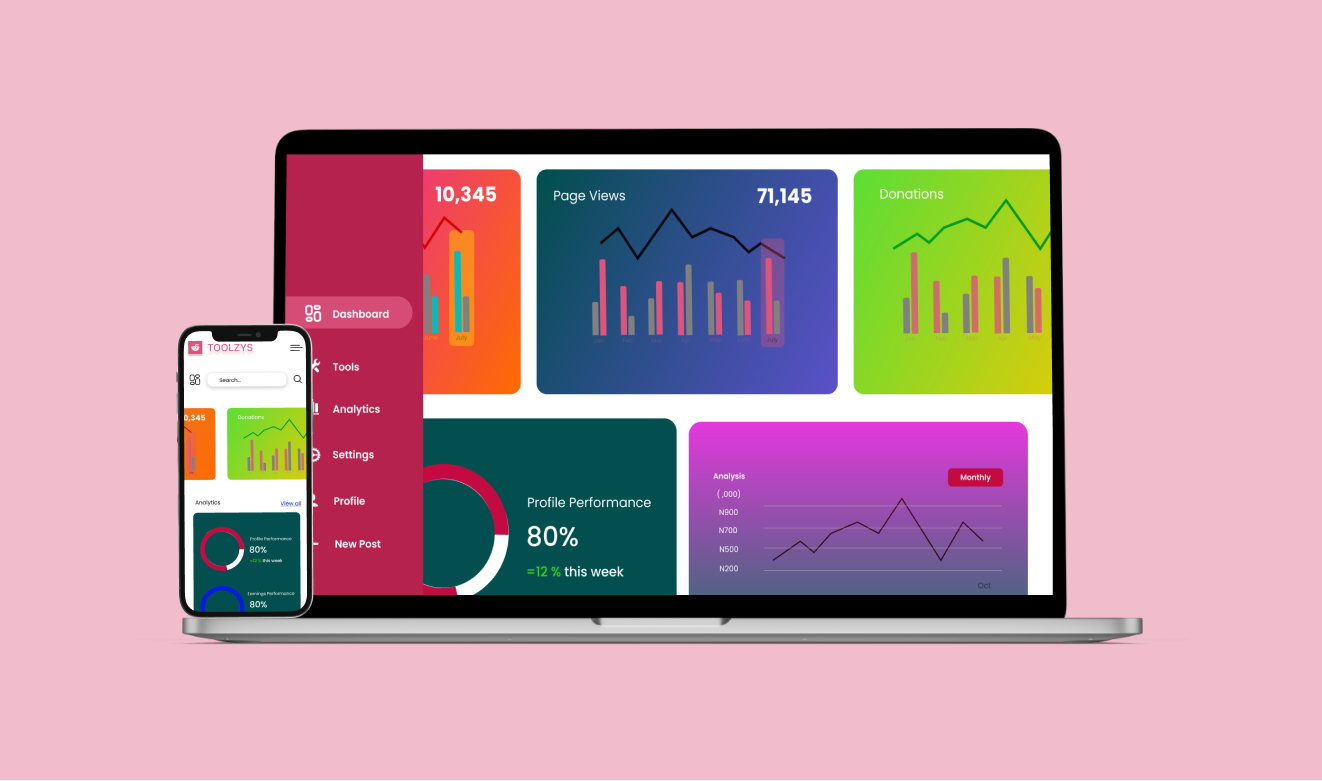 10,345
June
July
Page Views
71,145
July
Donations
Dashboard
Tools
Analytics
Settings
Profile
New Post
Profile Performance
80%
=12 % this week
Analysis
Monthly
( ,000)
N900
N700
N500
N200
Oct
TOOLZYS
Search...
0,345
Donations
Analytics
View all
Profile Performance
80%
=12 % this week
Earnings Performance
80%